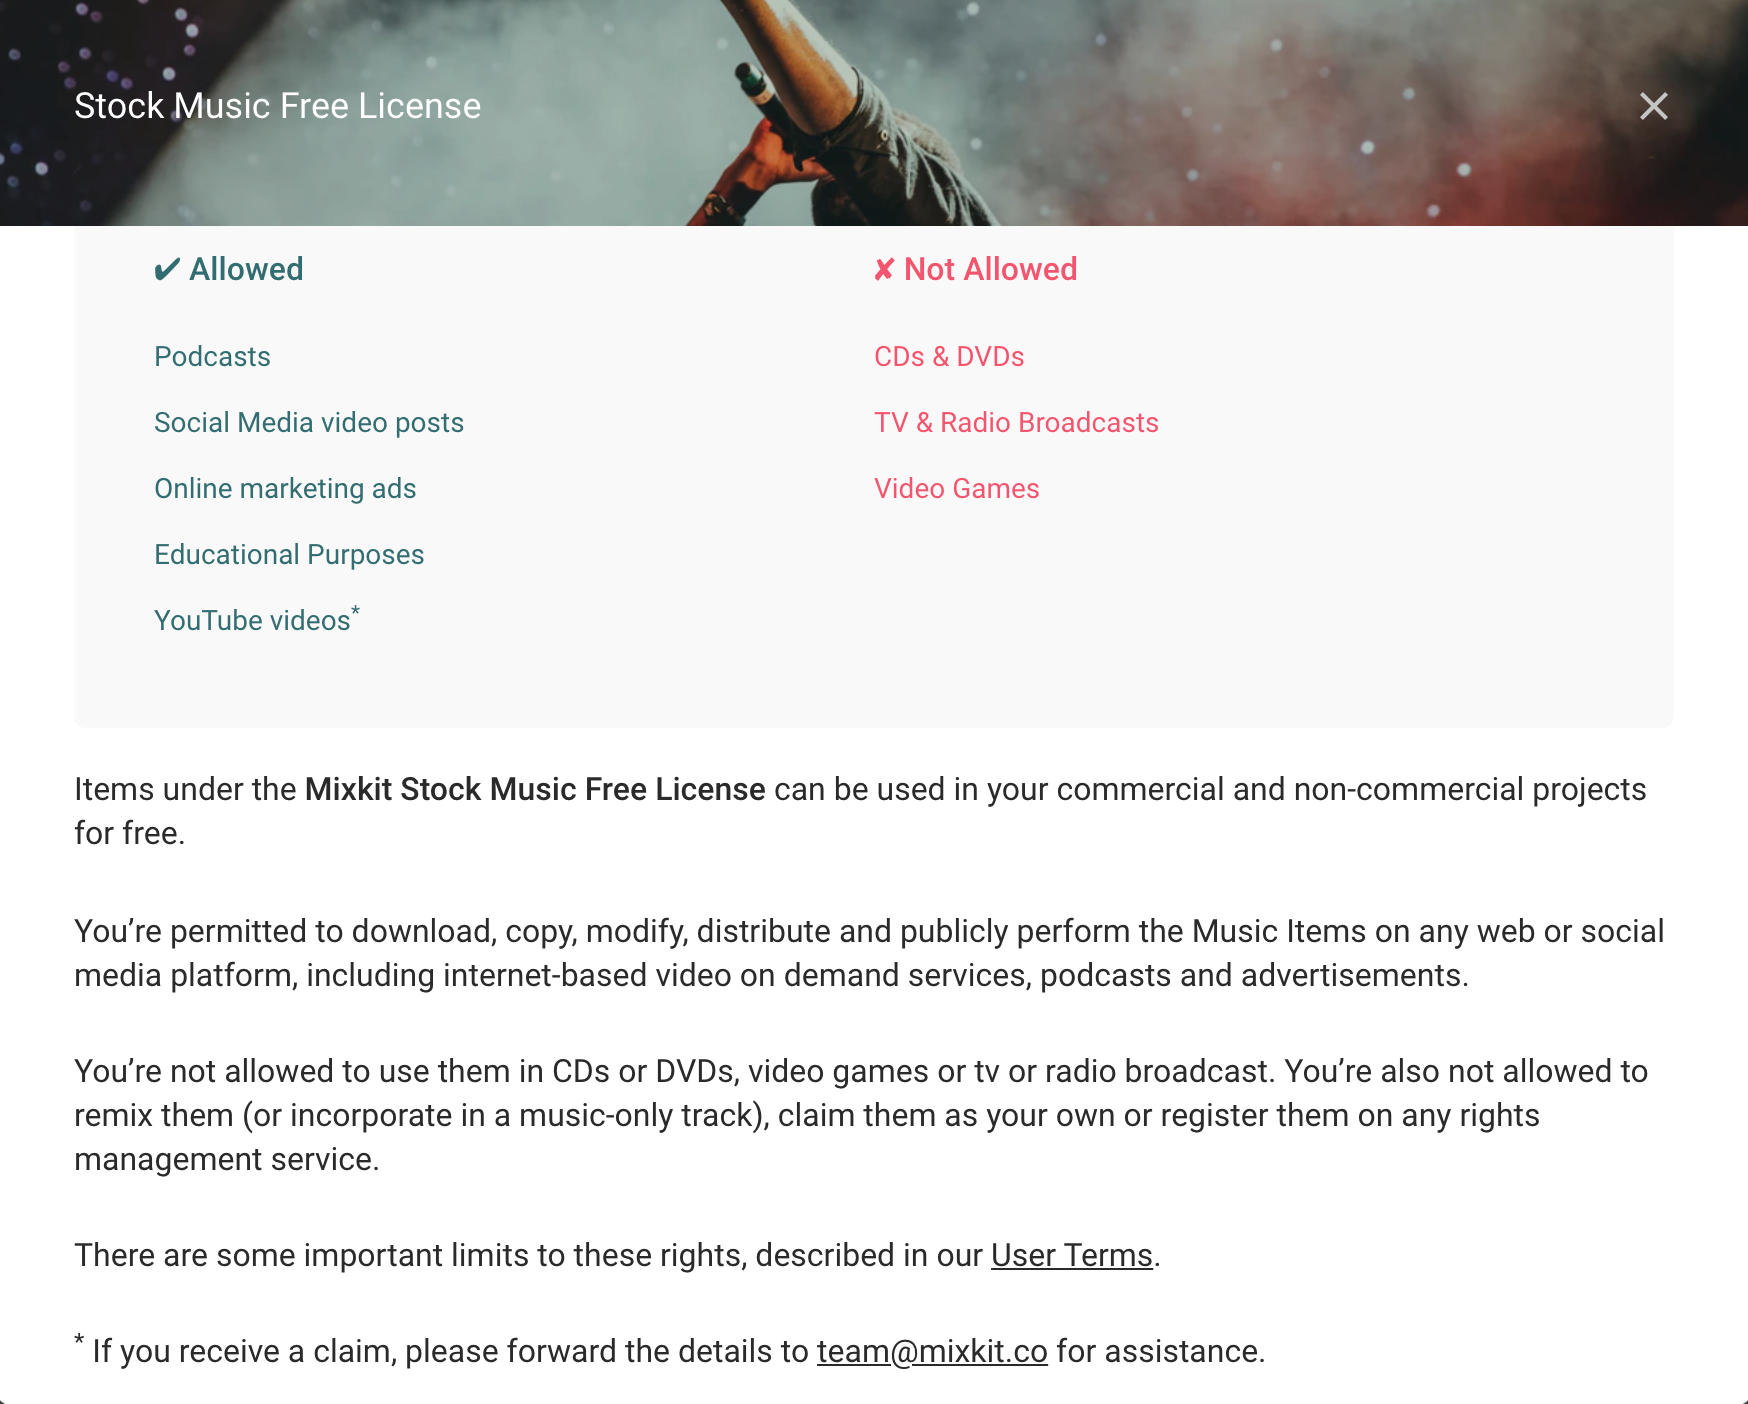 Stock Music Free License
✔ Allowed
Podcasts
Social Media video posts
Online marketing ads
Educational Purposes
YouTube videos*
✘ Not Allowed
CDs & DVDs
TV & Radio Broadcasts
Video Games
Items under the Mixkit Stock Music Free License can be used in your commercial and non-commercial projects
for free.
You’re permitted to download, copy, modify, distribute and publicly perform the Music Items on any web or social
media platform, including internet-based video on demand services, podcasts and advertisements.
You’re not allowed to use them in CDs or DVDs, video games or tv or radio broadcast. You’re also not allowed to
remix them (or incorporate in a music-only track), claim them as your own or register them on any rights
management service.
There are some important limits to these rights, described in our User Terms.
* If you receive a claim, please forward the details to team@mixkit.co for assistance.